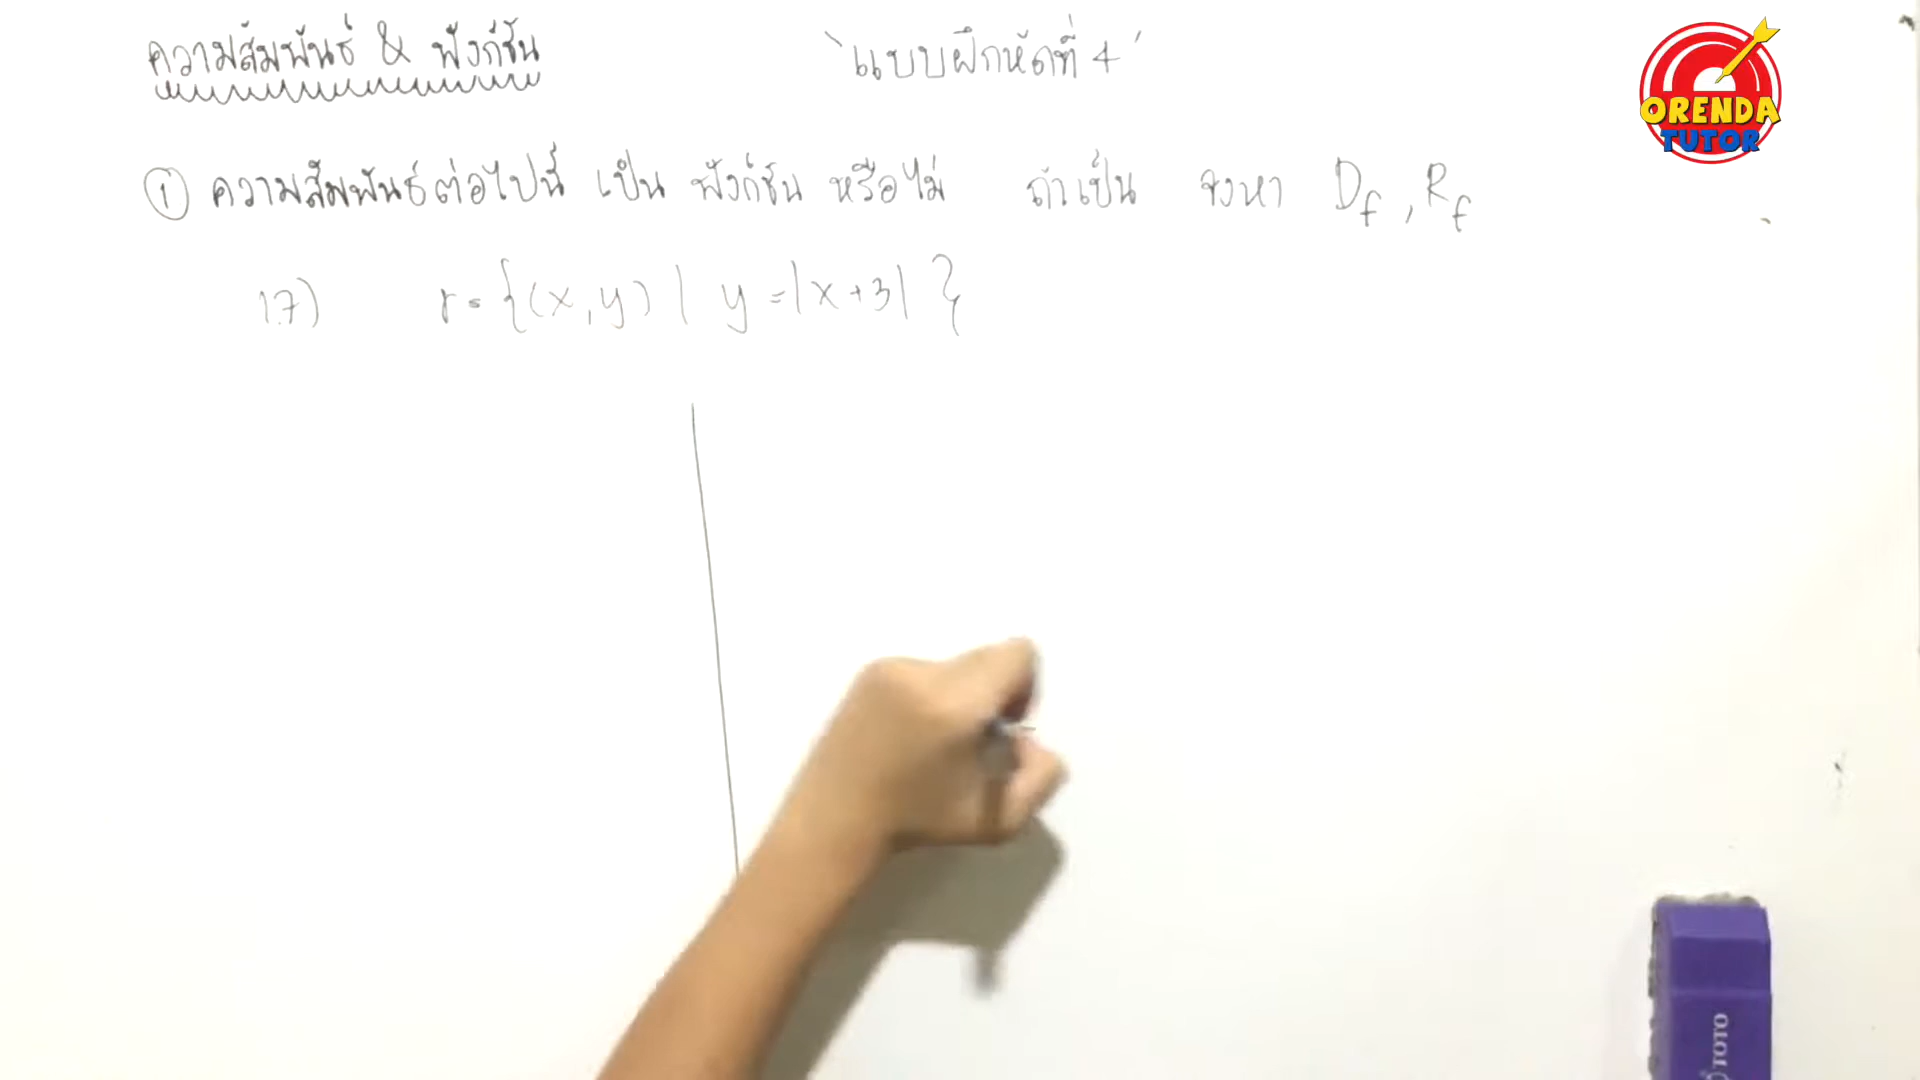 ความสัมพันธ์ & ฟังก์ชัน
`แบบฝึกหัดที่ 4´
ORENDA
TUTOR
① ความสัมพันธ์ต่อไปนี้ เป็น ฟังก์ชัน หรือไม่ ถ้าเป็น จงหา Df , Rf
1.7) r = {(x,y) | y = |x+3| }
TOTO